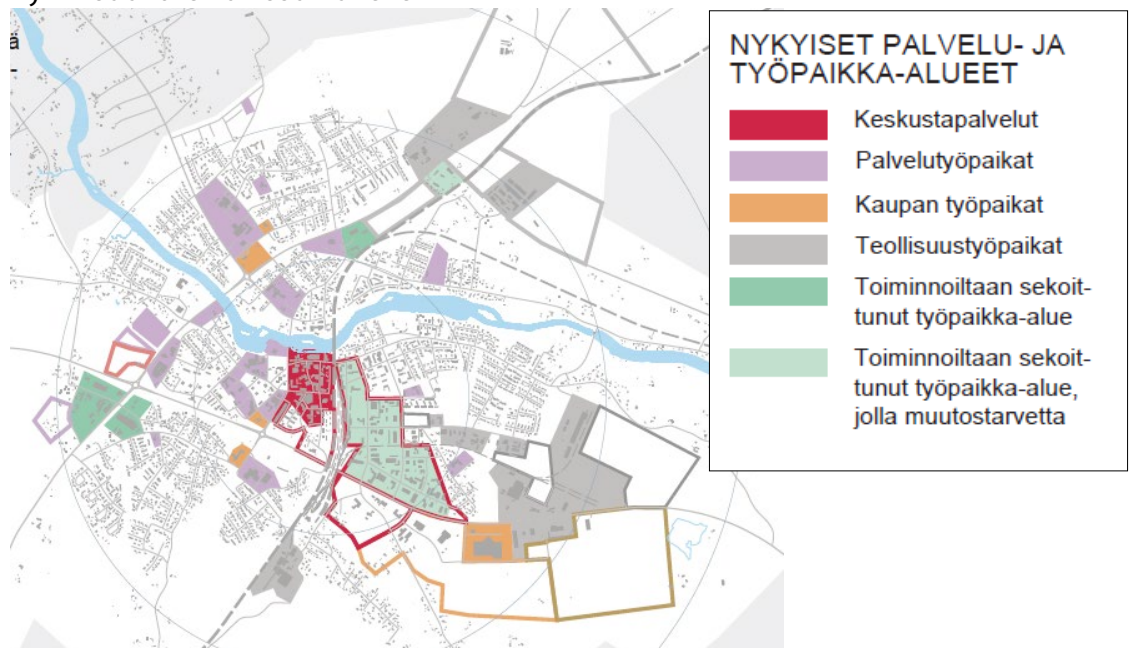 ä
-
NYKYISET PALVELU- JA
TYÖPAIKKA-ALUEET
Keskustapalvelut
Palvelutyöpaikat
Kaupan työpaikat
Teollisuustyöpaikat
Toiminnoiltaan sekoit-
tunut työpaikka-alue
Toiminnoiltaan sekoit-
tunut työpaikka-alue,
jolla muutostarvetta